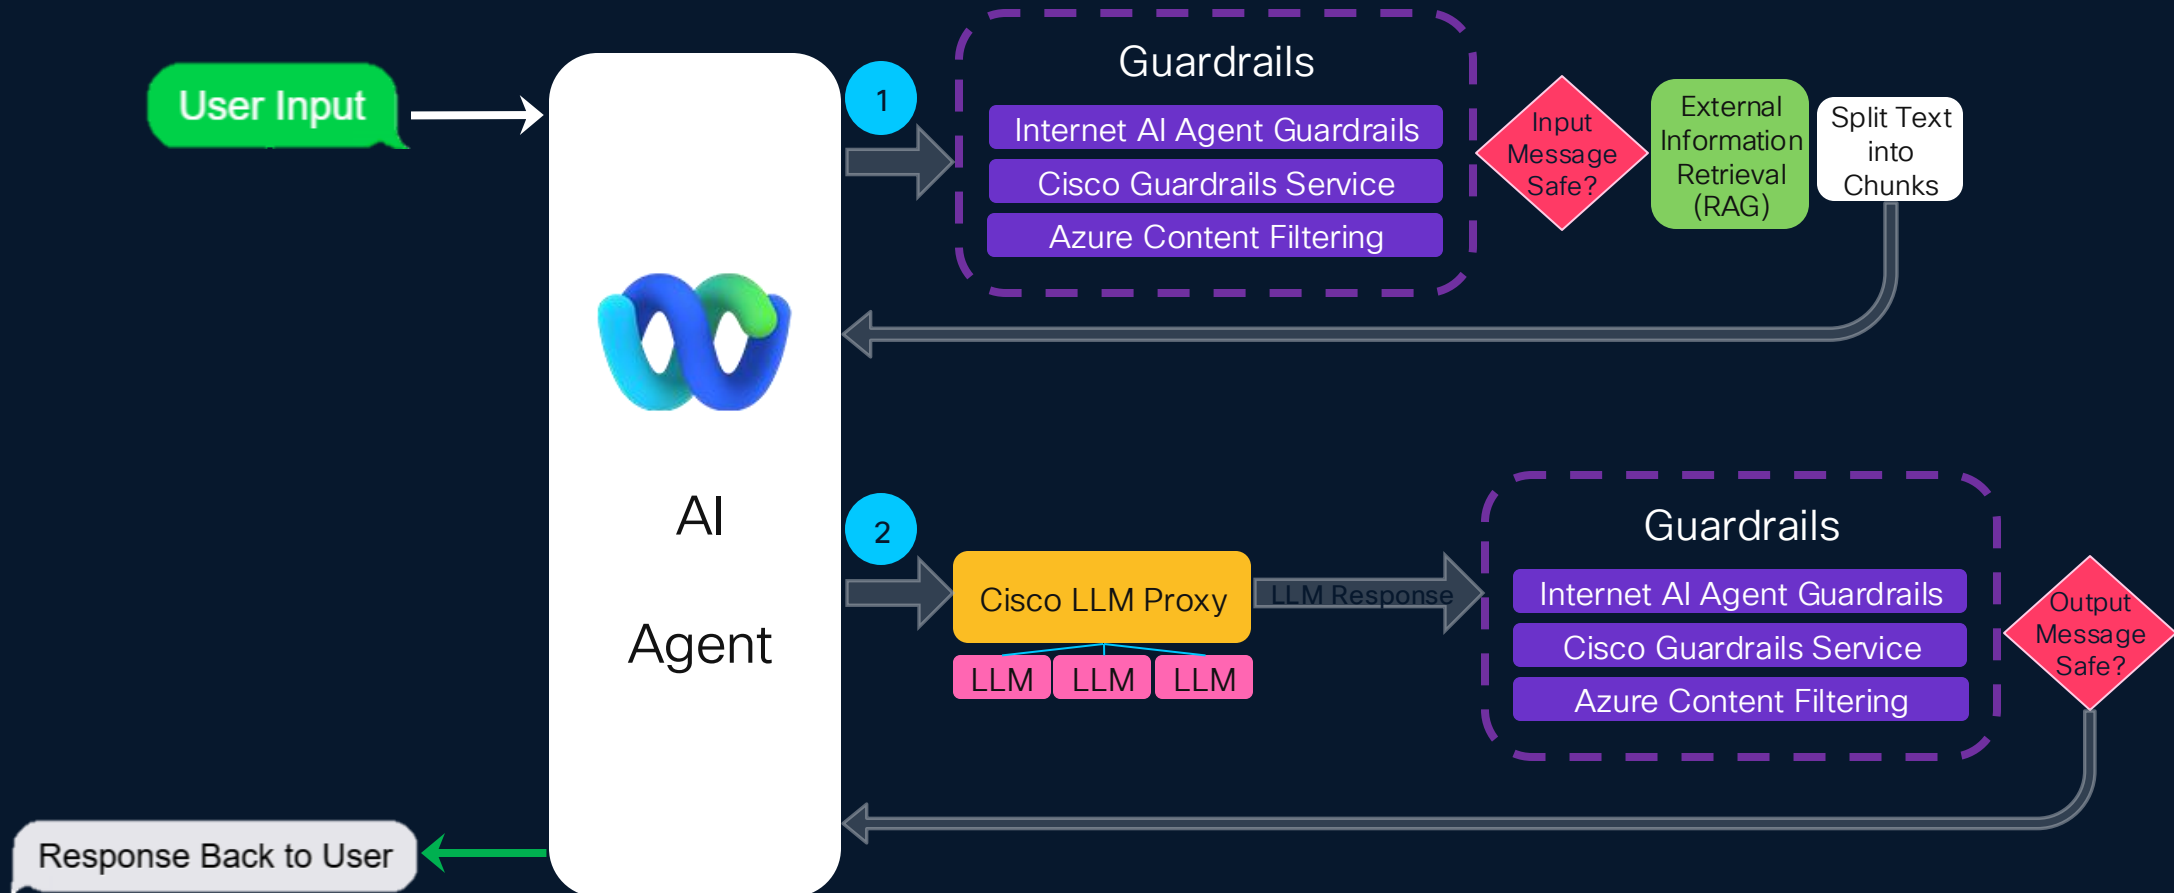 User Input
1
Guardrails
Internet AI Agent Guardrails
Cisco Guardrails Service
Azure Content Filtering
Input
Message
Safe?
External
Information
Retrieval
(RAG)
Split Text
into
Chunks
AI
Agent
2
Cisco LLM Proxy
LLM
LLM
LLM
LLM Response
Guardrails
Internet AI Agent Guardrails
Cisco Guardrails Service
Azure Content Filtering
Output
Message
Safe?
Response Back to User